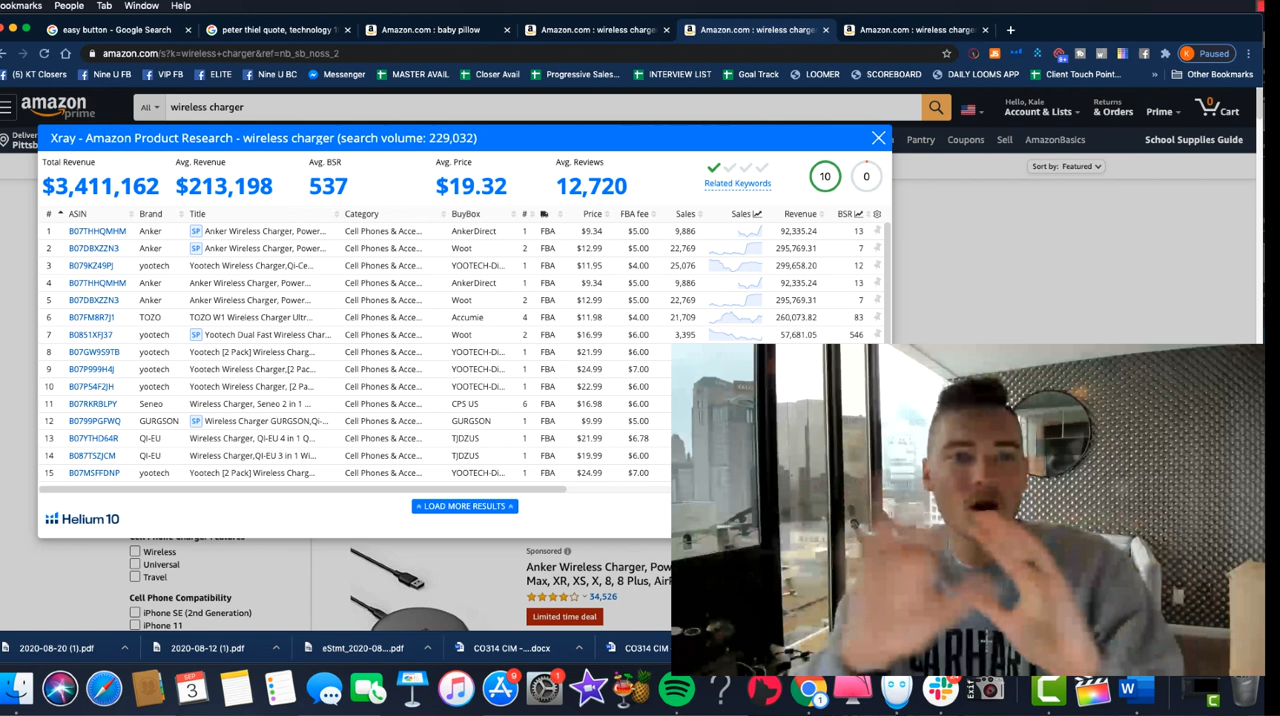 ookmarks People Tab Window Help
easy button - Google Search
peter thiel quote, technology 1
Amazon.com : baby pillow
Amazon.com : wireless charge
Amazon.com : wireless charge
Amazon.com : wireless charge
amazon.com/s?k=wireless+charger&ref=nb_sb_noss_2
Paused
KT Closers
Nine U FB
VIP FB
ELITE
Nine U BC
Messenger
MASTER AVAIL
Closer Avail
Progressive Sales...
INTERVIEW LIST
Goal Track
LOOMER
SCOREBOARD
DAILY LOOMS APP
Client Touch Point...
Other Bookmarks
amazon prime
All
wireless charger
Hello, Kale
Account & Lists
Returns
& Orders
Prime
0
Cart
Deliver
Pittsb
Pantry Coupons Sell AmazonBasics
School Supplies Guide
Sort by: Featured
Xray - Amazon Product Research - wireless charger (search volume: 229,032)
Total Revenue Avg. Revenue Avg. BSR Avg. Price Avg. Reviews
$3,411,162 $213,198 537 $19.32 12,720
Related Keywords
10
0
# ASIN Brand Title Category BuyBox # Price FBA fee Sales Sales Revenue BSR
1 B07THHQMHM Anker SP Anker Wireless Charger, Power... Cell Phones & Acce... AnkerDirect 1 FBA $9.34 $5.00 9,886 92,335.24 13
2 B07DBXZZN3 Anker SP Anker Wireless Charger, Power... Cell Phones & Acce... Woot 2 FBA $12.99 $5.00 22,769 295,769.31 7
3 B079KZ49PJ yootech Yootech Wireless Charger,Qi-Ce... Cell Phones & Acce... YOOTECH-Di... 1 FBA $11.95 $4.00 25,076 299,658.20 12
4 B07THHQMHM Anker Anker Wireless Charger, Power... Cell Phones & Acce... AnkerDirect 1 FBA $9.34 $5.00 9,886 92,335.24 13
5 B07DBXZZN3 Anker Anker Wireless Charger, Power... Cell Phones & Acce... Woot 2 FBA $12.99 $5.00 22,769 295,769.31 7
6 B07FM8R7J1 TOZO TOZO W1 Wireless Charger Ultr... Cell Phones & Acce... Accumie 4 FBA $11.98 $4.00 21,709 260,073.82 83
7 B0851XFJ37 yootech SP Yootech Dual Fast Wireless Char... Cell Phones & Acce... Woot 2 FBA $16.99 $6.00 3,395 57,681.05 546
8 B07GW9S9TB yootech Yootech [2 Pack] Wireless Charg... Cell Phones & Acce... YOOTECH-Di... 1 FBA $21.99 $6.00
9 B07P999H4J yootech Yootech [2 Pack] Wireless Charg... Cell Phones & Acce... YOOTECH-Di... 1 FBA $24.99 $7.00
10 B07P54F2JH yootech Yootech Wireless Charger, [2 Pa... Cell Phones & Acce... YOOTECH-Di... 1 FBA $22.99 $6.00
11 B07RKRBLPY Seneo Wireless Charger, Seneo 2 in 1 ... Cell Phones & Acce... CPS US 6 FBA $16.98 $6.00
12 B0799PGFWQ GURGSON SP Wireless Charger GURGSON,Qi-... Cell Phones & Acce... GURGSON 1 FBA $9.99 $5.00
13 B07YTHD64R QI-EU Wireless Charger, QI-EU 4 in 1 Q... Cell Phones & Acce... TJDZUS 1 FBA $21.99 $6.78
14 B087TSZJCM QI-EU Wireless Charger, QI-EU 3 in 1 Wi... Cell Phones & Acce... TJDZUS 1 FBA $19.99 $6.00
15 B07MSFFDNP yootech Yootech [2 Pack] Wireless Charg... Cell Phones & Acce... YOOTECH-Di... 1 FBA $24.99 $7.00
LOAD MORE RESULTS
Helium 10
Wireless
Universal
Travel
Cell Phone Compatibility
iPhone SE (2nd Generation)
iPhone 11
Sponsored
Anker Wireless Charger, Po
Max, XR, XS, X, 8, 8 Plus, Air
34,526
Limited time deal
CARHAR
2020-08-20 (1).pdf
2020-08-12 (1).pdf
eStmt_2020-08....pdf
CO314 CIM -....docx
CO314 CIM
SEP
3
9
1
1